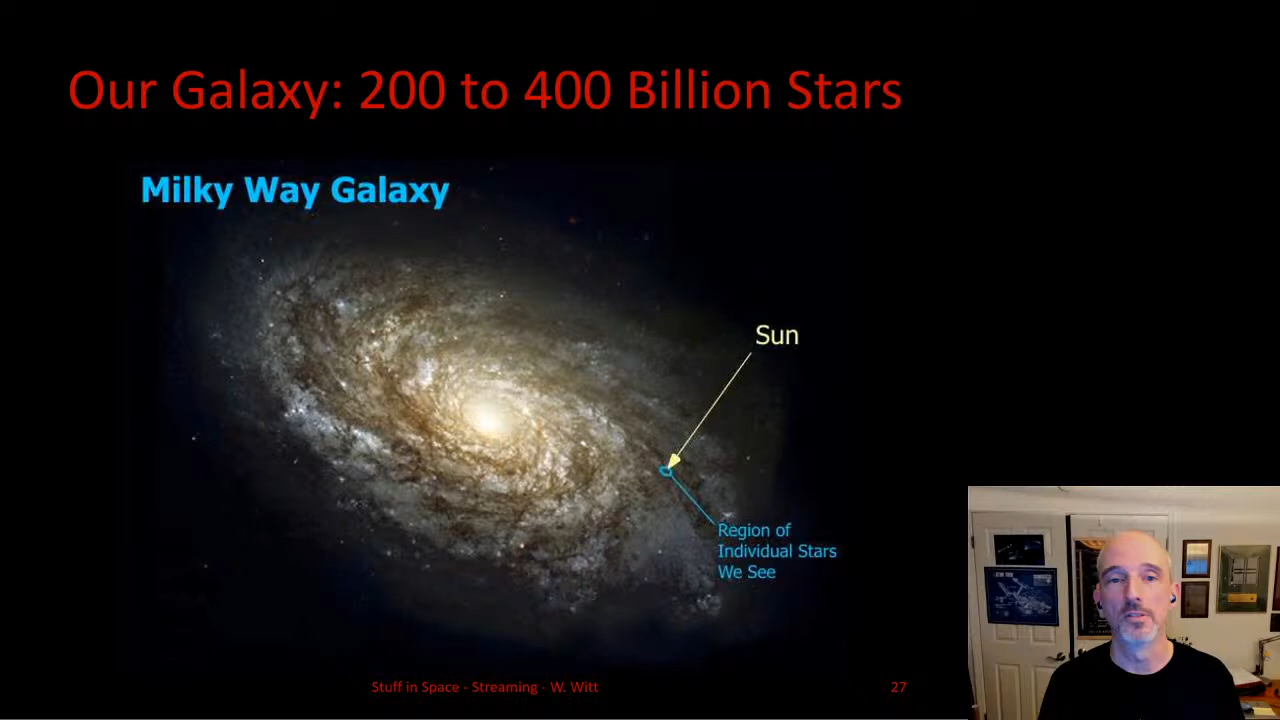 Our Galaxy: 200 to 400 Billion Stars
Milky Way Galaxy
Sun
Region of
Individual Stars
We See
Stuff in Space - Streaming - W. Witt
27